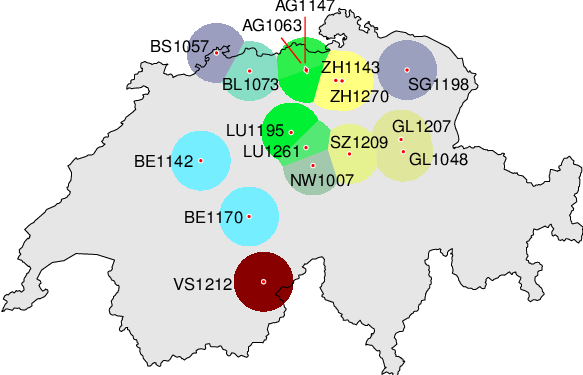 AG1147
AG1063
BS1057
BL1073
ZH1143
ZH1270
SG1198
LU1195
LU1261
SZ1209
GL1207
GL1048
NW1007
BE1142
BE1170
VS1212